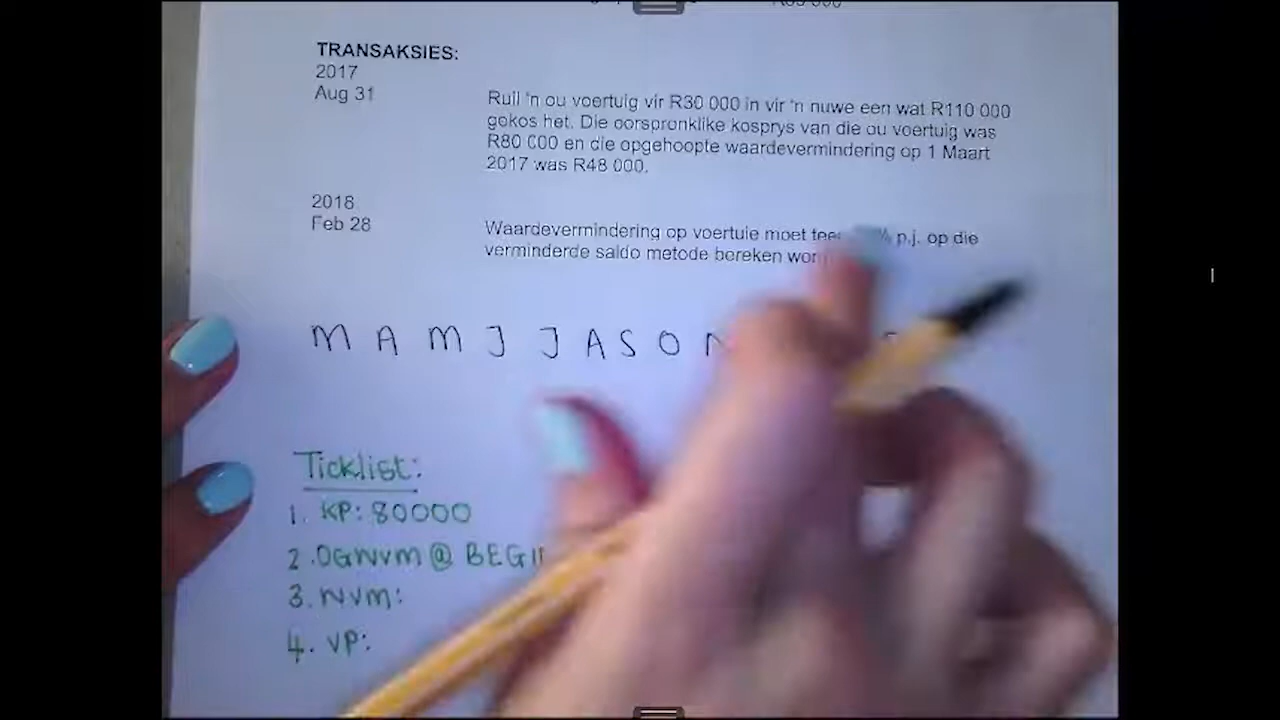 TRANSAKSIES:
2017
Aug 31
Ruil 'n ou voertuig vir R30 000 in vir 'n nuwe een wat R110 000
gekos het. Die oorspronklike kosprys van die ou voertuig was
R80 000 en die opgehoopte waardevermindering op 1 Maart
2017 was R48 000.
2018
Feb 28
Waardevermindering op voertuie moet p.j. op die
verminderde saldo metode bereken
M A M J J A S O N
Ticklist:
1. KP: 80000
2. OGWVM @
3. WVM:
4. VP: